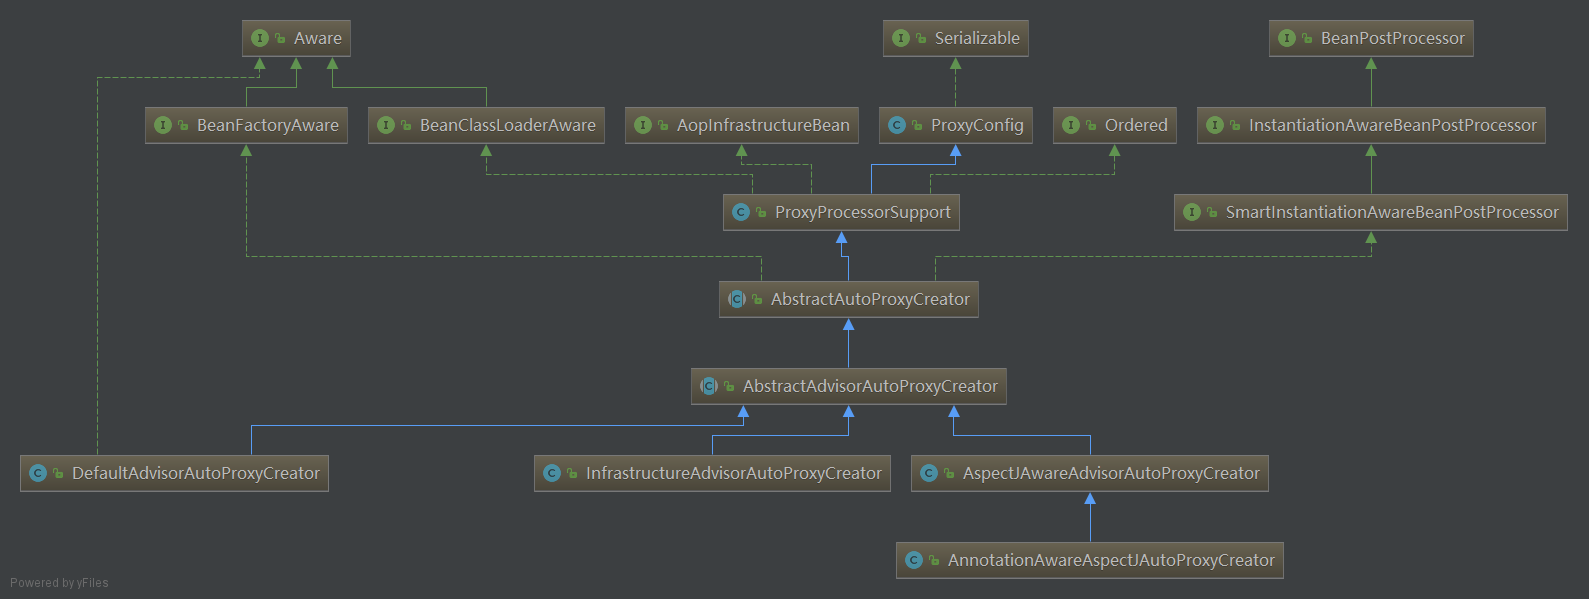 Aware
Serializable
BeanPostProcessor
BeanFactoryAware
BeanClassLoaderAware
AopInfrastructureBean
ProxyConfig
Ordered
InstantiationAwareBeanPostProcessor
ProxyProcessorSupport
SmartInstantiationAwareBeanPostProcessor
AbstractAutoProxyCreator
AbstractAdvisorAutoProxyCreator
DefaultAdvisorAutoProxyCreator
InfrastructureAdvisorAutoProxyCreator
AspectJAwareAdvisorAutoProxyCreator
AnnotationAwareAspectJAutoProxyCreator
Powered by yFiles